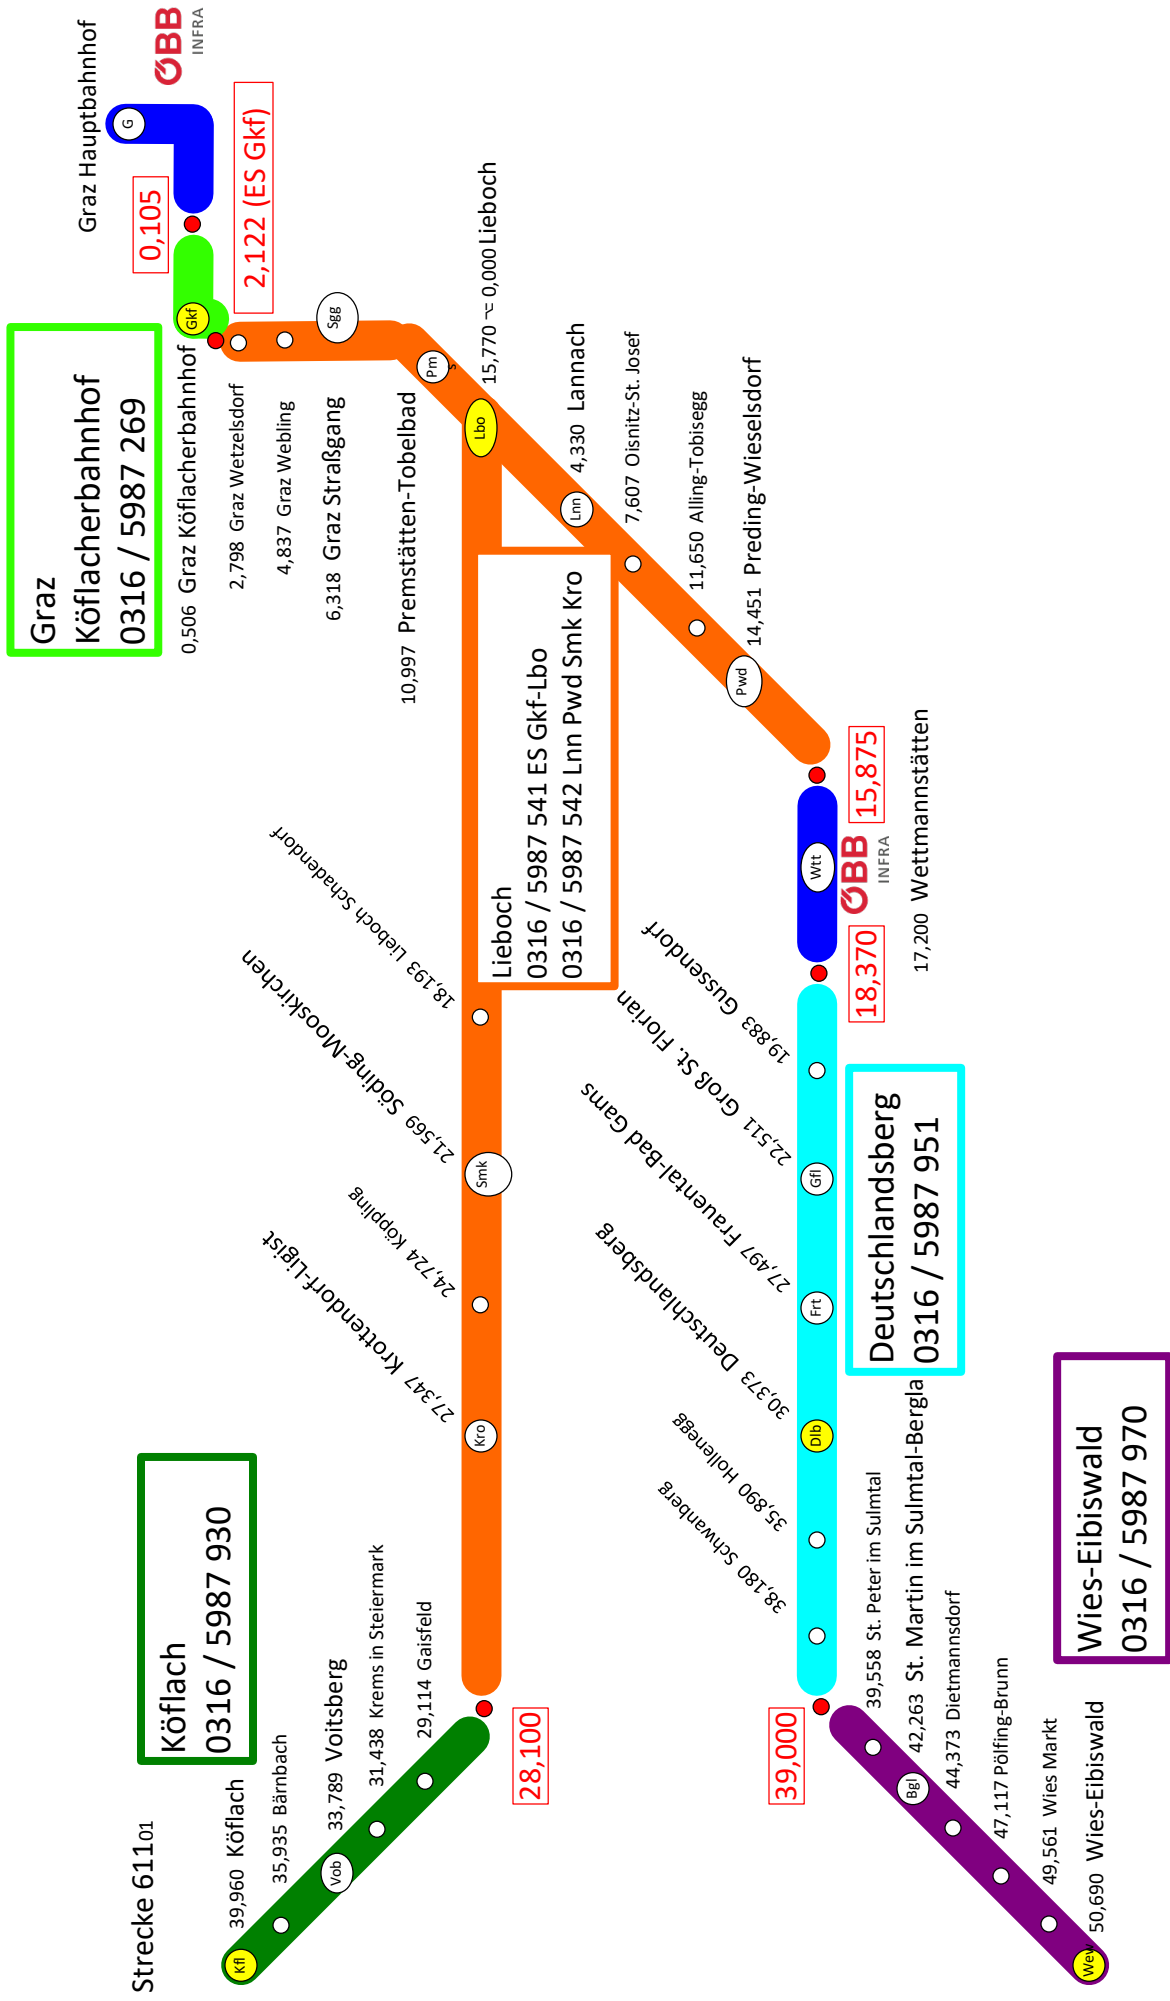 Strecke 61101
Köflach
0316 / 5987 930
39,960 Köflach
35,935 Bärnbach
33,789 Voitsberg
31,438 Krems in Steiermark
29,114 Gaisfeld
Kfl
Vob
28,100
27,347 Krottendorf-Ligist
24,724 Köppling
21,569 Söding-Mooskirchen
18,193 Lieboch Schadendorf
Kro
Smk
Lbo
Lieboch
0316 / 5987 541 ES Gkf-Lbo
0316 / 5987 542 Lnn Pwd Smk Kro
Graz
Köflacherbahnhof
0316 / 5987 269
Graz Hauptbahnhof
ÖBB
INFRA
G
0,105
Gkf
2,122 (ES Gkf)
0,506 Graz Köflacherbahnhof
2,798 Graz Wetzelsdorf
4,837 Graz Webling
6,318 Graz Straßgang
Sgg
10,997 Premstätten-Tobelbad
Pm
s
15,770 ~ 0,000 Lieboch
4,330 Lannach
Lnn
7,607 Oisnitz-St. Josef
11,650 Alling-Tobisegg
14,451 Preding-Wieselsdorf
Pwd
15,875
Wtt
ÖBB
INFRA
17,200 Wettmannstätten
18,370
19,883 Gussendorf
22,511 Groß St. Florian
27,497 Frauental-Bad Gams
30,373 Deutschlandsberg
35,890 Hollenegg
38,180 Schwanberg
Gfl
Frt
Dlb
Deutschlandsberg
0316 / 5987 951
39,000
39,558 St. Peter im Sulmtal
42,263 St. Martin im Sulmtal-Bergla
44,373 Dietmannsdorf
47,117 Pölfing-Brunn
49,561 Wies Markt
50,690 Wies-Eibiswald
Bgl
Wew
Wies-Eibiswald
0316 / 5987 970